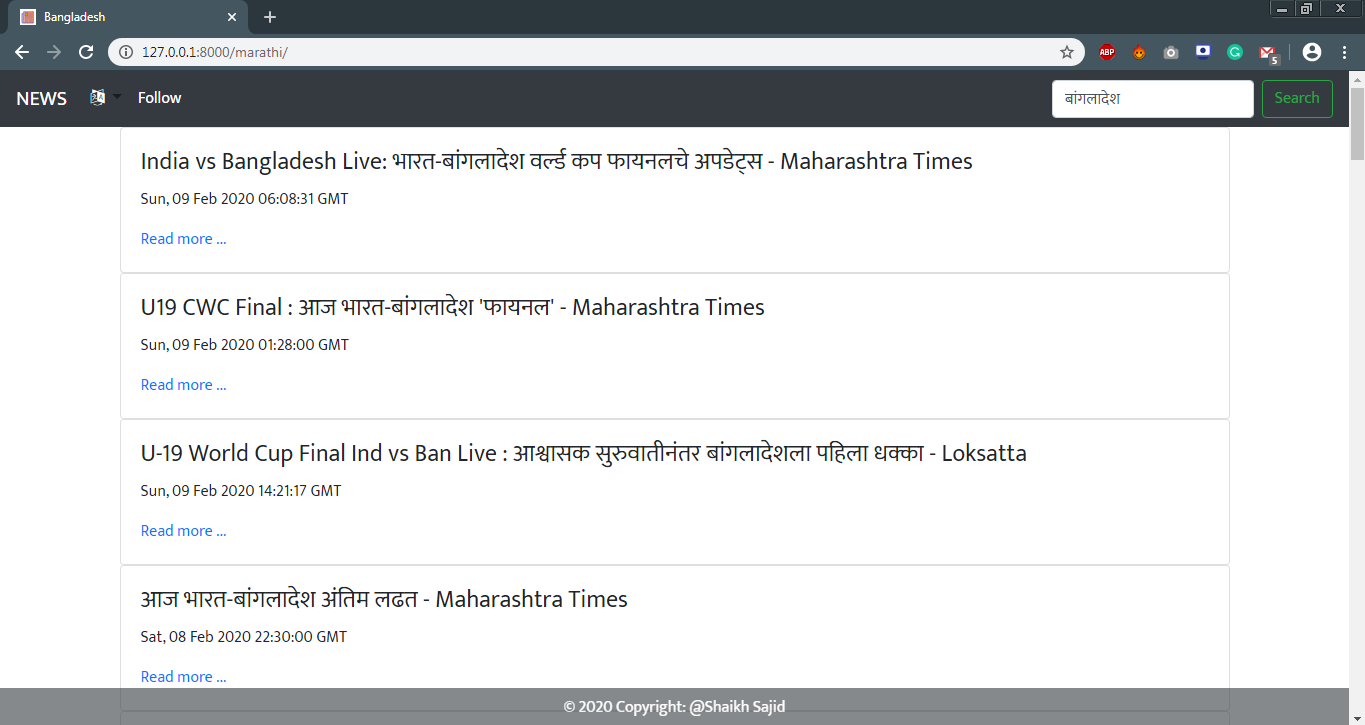 Bangladesh
127.0.0.1:8000/marathi/
ABP
5
NEWS Follow बांगलादेश Search
India vs Bangladesh Live: भारत-बांगलादेश वर्ल्ड कप फायनलचे अपडेट्स - Maharashtra Times
Sun, 09 Feb 2020 06:08:31 GMT
Read more ...
U19 CWC Final : आज भारत-बांगलादेश 'फायनल' - Maharashtra Times
Sun, 09 Feb 2020 01:28:00 GMT
Read more ...
U-19 World Cup Final Ind vs Ban Live : आश्वासक सुरुवातीनंतर बांगलादेशला पहिला धक्का - Loksatta
Sun, 09 Feb 2020 14:21:17 GMT
Read more ...
आज भारत-बांगलादेश अंतिम लढत - Maharashtra Times
Sat, 08 Feb 2020 22:30:00 GMT
Read more ...
© 2020 Copyright: @Shaikh Sajid